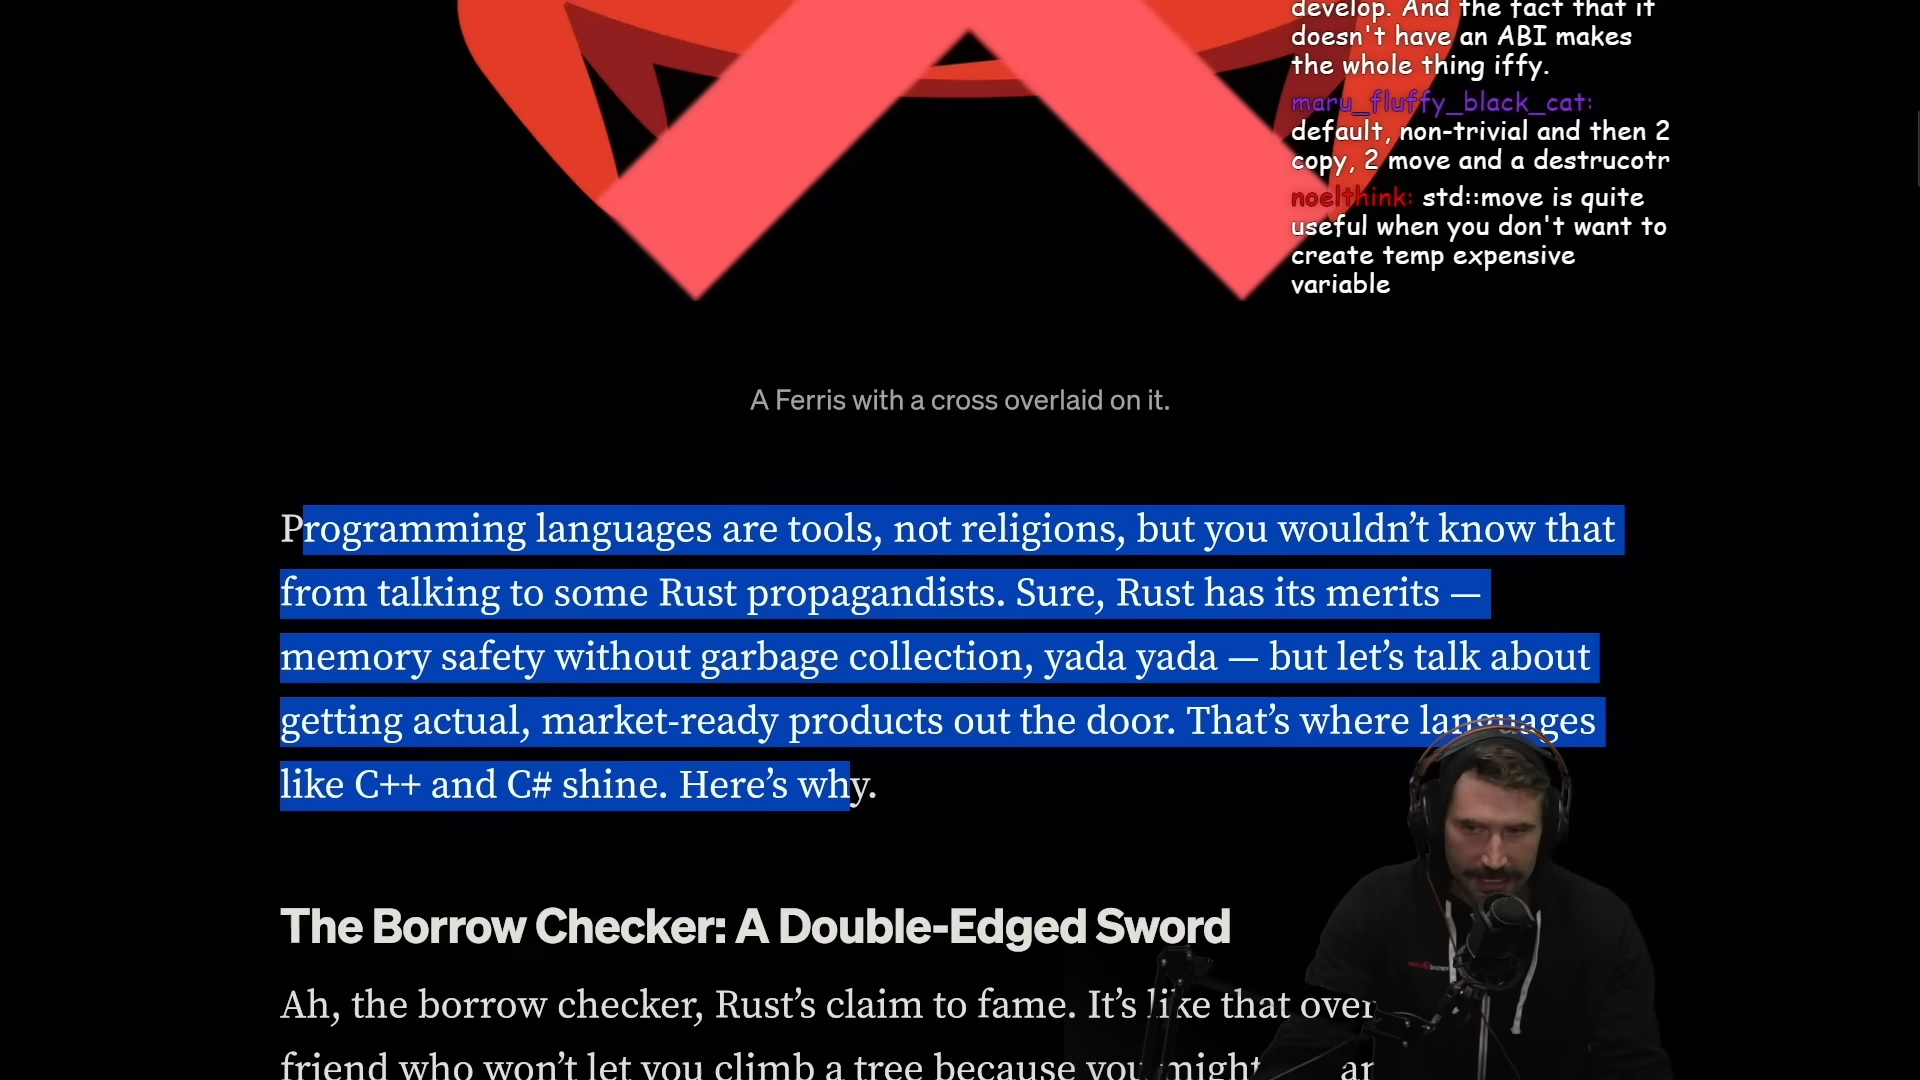 develop. And the fact that it
doesn't have an ABI makes
the whole thing iffy.
maru_fluffy_black_cat:
default, non-trivial and then 2
copy, 2 move and a destrucotr
noelthink: std::move is quite
useful when you don't want to
create temp expensive
variable
A Ferris with a cross overlaid on it.
Programming languages are tools, not religions, but you wouldn’t know that
from talking to some Rust propagandists. Sure, Rust has its merits —
memory safety without garbage collection, yada yada — but let’s talk about
getting actual, market-ready products out the door. That’s where languages
like C++ and C# shine. Here’s why.
The Borrow Checker: A Double-Edged Sword
Ah, the borrow checker, Rust’s claim to fame. It’s like that over
friend who won’t let you climb a tree because you might